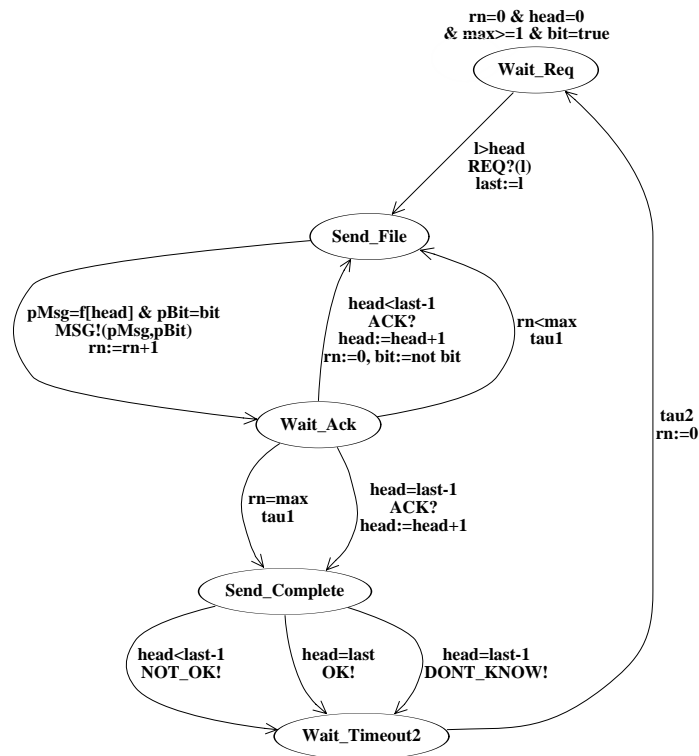 rn=0 & head=0
& max>=1 & bit=true
Wait_Req
l>head
REQ?(l)
last:=l
Send_File
pMsg=f[head] & pBit=bit
MSG!(pMsg,pBit)
rn:=rn+1
head<last-1
ACK?
head:=head+1
rn:=0, bit:=not bit
rn<max
tau1
Wait_Ack
tau2
rn:=0
rn=max
tau1
head=last-1
ACK?
head:=head+1
Send_Complete
head<last-1
NOT_OK!
head=last
OK!
head=last-1
DONT_KNOW!
Wait_Timeout2